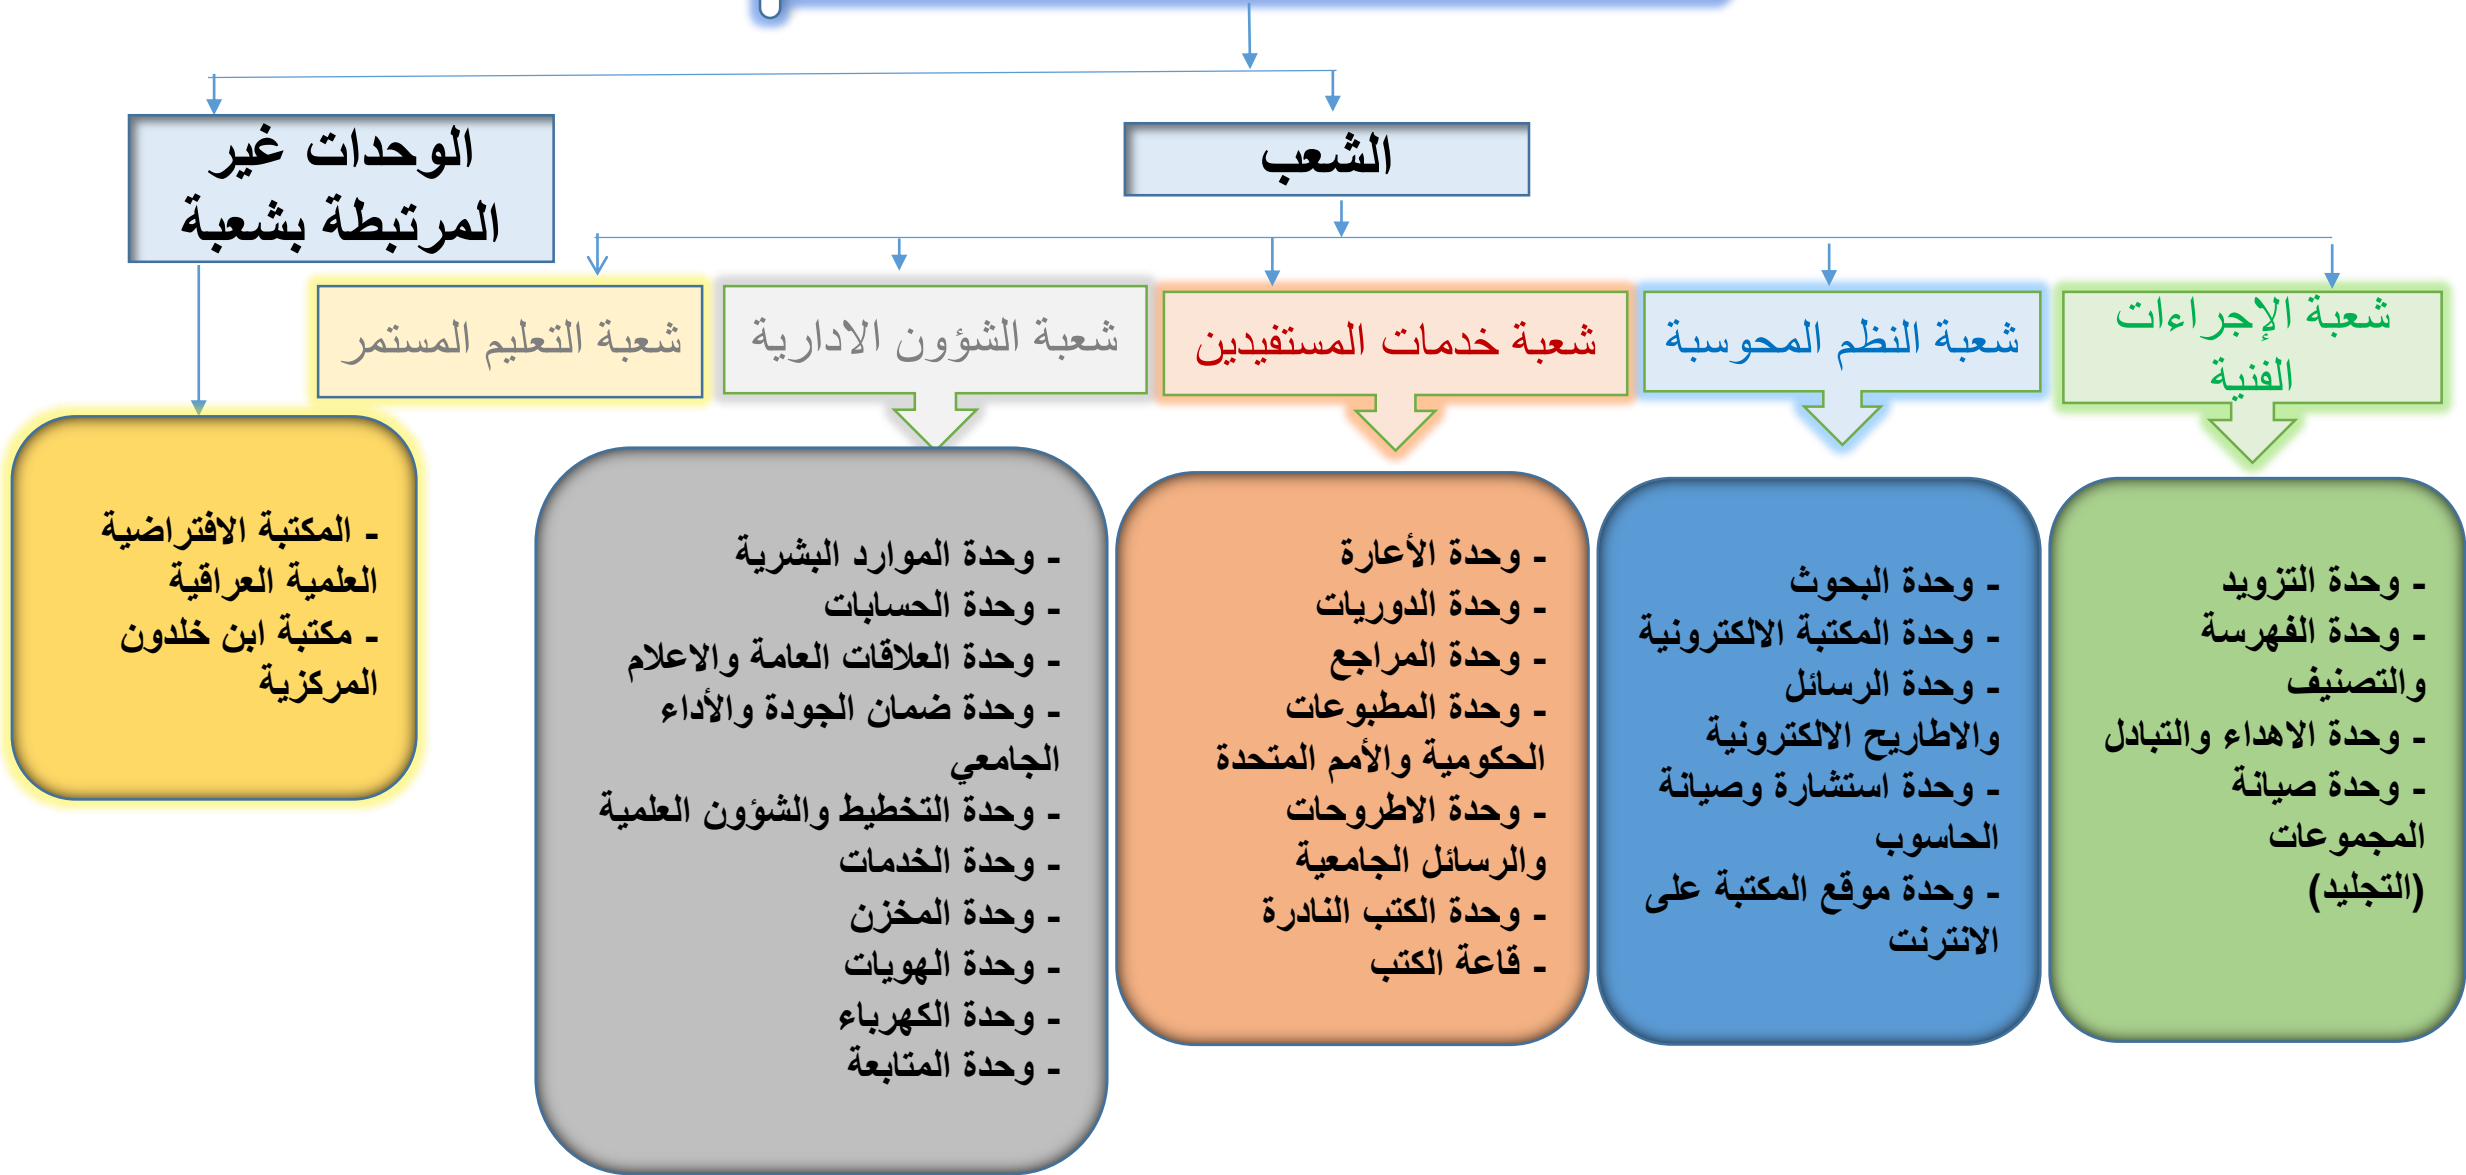 الشعب
الوحدات غير
المرتبطة بشعبة
شعبة الإجراءات
الفنية
شعبة النظم المحوسبة
شعبة خدمات المستفيدين
شعبة الشؤون الادارية
شعبة التعليم المستمر
- وحدة التزويد
- وحدة الفهرسة
والتصنيف
- وحدة الاهداء والتبادل
- وحدة صيانة
المجموعات
(التجليد)
- وحدة البحوث
- وحدة المكتبة الالكترونية
- وحدة الرسائل
والاطاريح الالكترونية
- وحدة استشارة وصيانة
الحاسوب
- وحدة موقع المكتبة على
الانترنت
- وحدة الأعارة
- وحدة الدوريات
- وحدة المراجع
- وحدة المطبوعات
الحكومية والأمم المتحدة
- وحدة الاطروحات
والرسائل الجامعية
- وحدة الكتب النادرة
- قاعة الكتب
- وحدة الموارد البشرية
- وحدة الحسابات
- وحدة العلاقات العامة والاعلام
- وحدة ضمان الجودة والأداء
الجامعي
- وحدة التخطيط والشؤون العلمية
- وحدة الخدمات
- وحدة المخزن
- وحدة الهويات
- وحدة الكهرباء
- وحدة المتابعة
- المكتبة الافتراضية
العلمية العراقية
- مكتبة ابن خلدون
المركزية